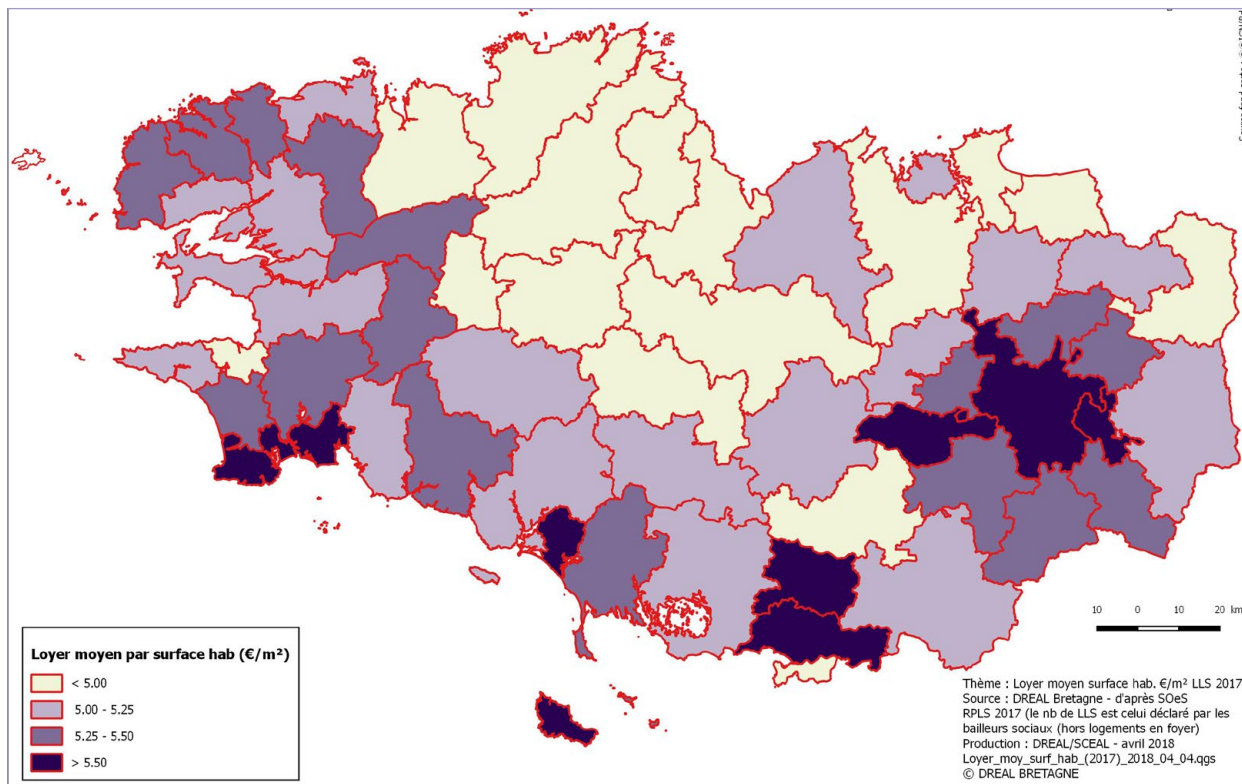 Loyer moyen par surface hab (€/m²)
< 5.00
5.00 - 5.25
5.25 - 5.50
> 5.50
10 0 10 20 km
Thème : Loyer moyen surface hab. €/m² LLS 2017
Source : DREAL Bretagne - d'après SOeS
RPLS 2017 (le nb de LLS est celui déclaré par les
bailleurs sociaux (hors logements en foyer)
Production : DREAL/SCEAL - avril 2018
Loyer_moy_surf_hab_(2017)_2018_04_04.qgs
© DREAL BRETAGNE